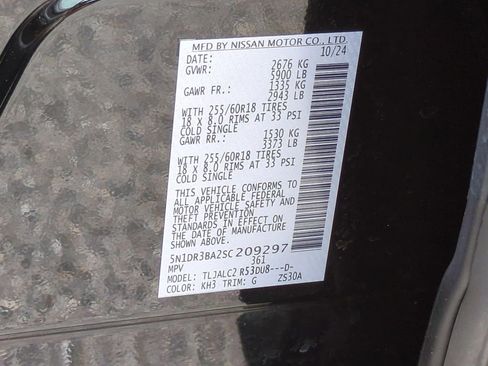 MFD BY NISSAN MOTOR CO., LTD.
DATE: 10/24
GVWR: 2676 KG
5900 LB
GAWR FR.: 1335 KG
2943 LB
WITH 255/60R18 TIRES
18 X 8.0 RIMS AT 33 PSI
COLD SINGLE
GAWR RR.: 1530 KG
3373 LB
WITH 255/60R18 TIRES
18 X 8.0 RIMS AT 33 PSI
COLD SINGLE
THIS VEHICLE CONFORMS TO
ALL APPLICABLE FEDERAL
MOTOR VEHICLE SAFETY AND
THEFT PREVENTION
STANDARDS IN EFFECT ON
THE DATE OF MANUFACTURE
SHOWN ABOVE.
5N1DR3BA2SC209297
MPV 361
MODEL: TLJALC2 R53DU8---D-
COLOR: KH3 TRIM: G ZS30A